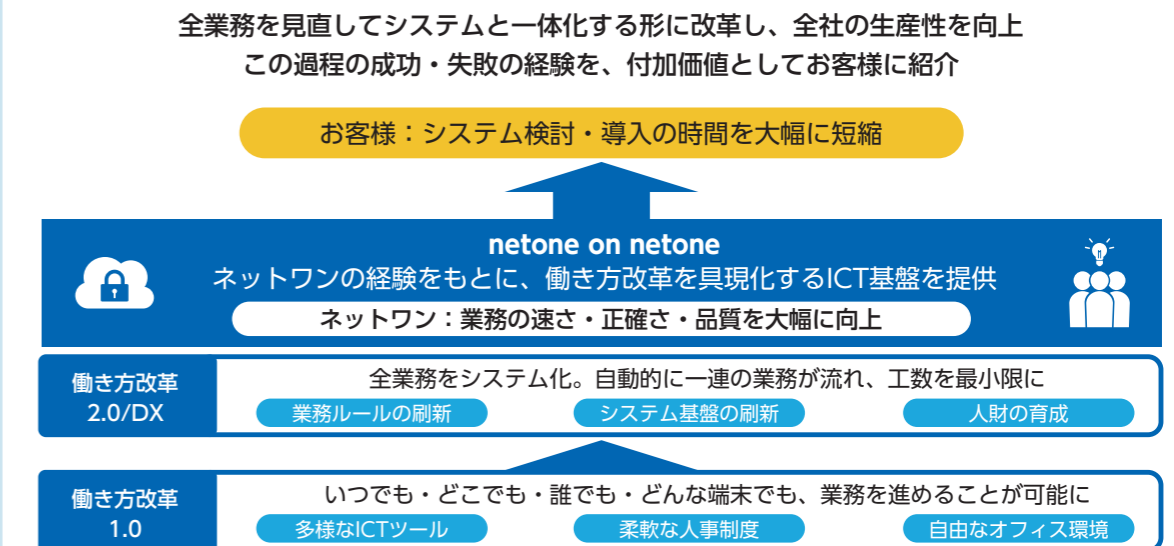 全業務を見直してシステムと一体化する形に改革し、全社の生産性を向上
この過程の成功・失敗の経験を、付加価値としてお客様に紹介
お客様：システム検討・導入の時間を大幅に短縮
netone on netone
ネットワンの経験をもとに、働き方改革を具現化するICT基盤を提供
ネットワン：業務の速さ・正確さ・品質を大幅に向上
働き方改革
2.0/DX
全業務をシステム化。自動的に一連の業務が流れ、工数を最小限に
業務ルールの刷新 システム基盤の刷新 人財の育成
働き方改革
1.0
いつでも・どこでも・誰でも・どんな端末でも、業務を進めることが可能に
多様なICTツール 柔軟な人事制度 自由なオフィス環境